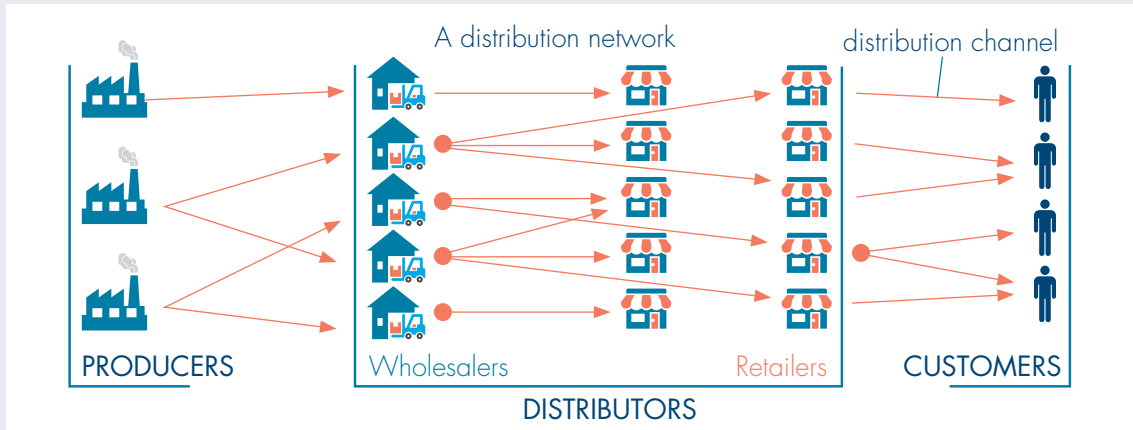 A distribution network
distribution channel
PRODUCERS
Wholesalers
Retailers
CUSTOMERS
DISTRIBUTORS